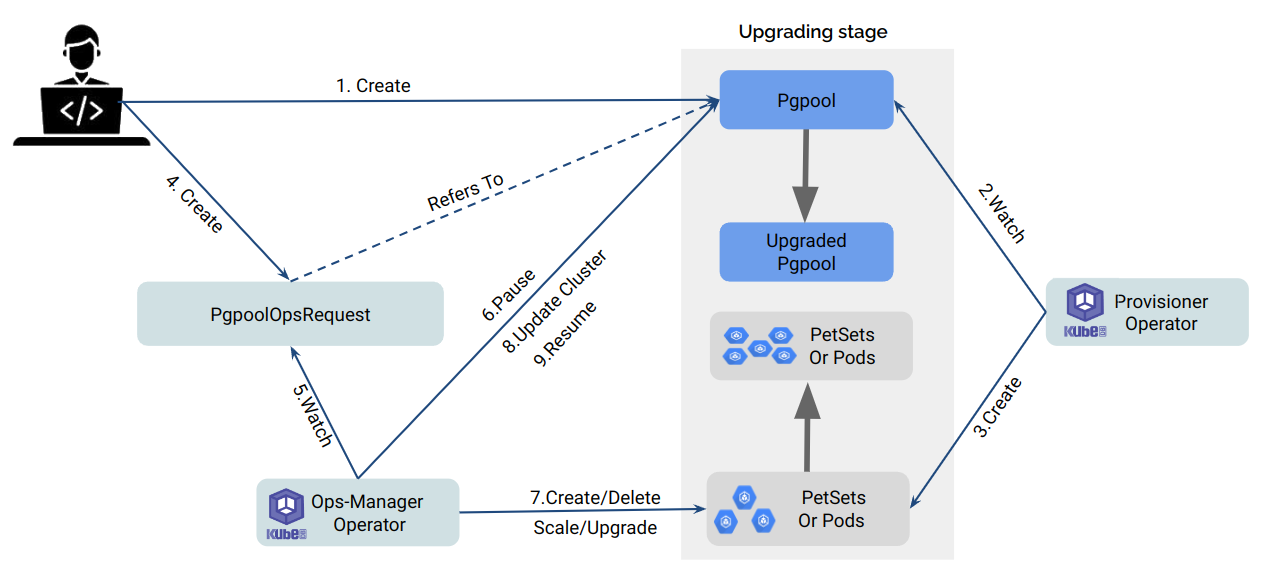 Upgrading stage
1. Create
Pgpool
4. Create
Refers To
2.Watch
Upgraded
Pgpool
6.Pause
8.Update Cluster
9.Resume
PgpoolOpsRequest
Provisioner
Operator
PetSets
Or Pods
5.Watch
3.Create
Ops-Manager
Operator
7.Create/Delete
Scale/Upgrade
PetSets
Or Pods